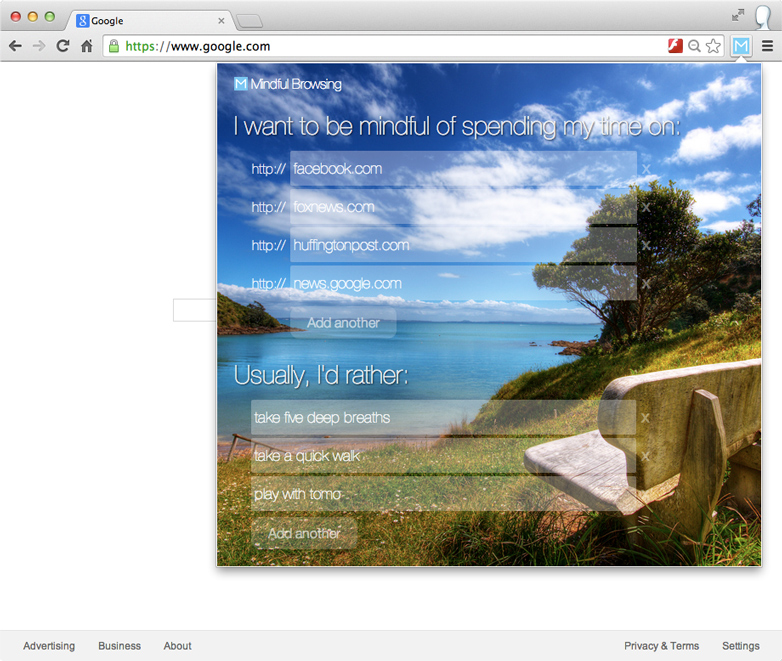 Google
https://www.google.com
M Mindful Browsing
I want to be mindful of spending my time on:
http:// facebook.com x
http:// foxnews.com x
http:// huffingtonpost.com x
http:// news.google.com x
Add another
Usually, I'd rather:
take five deep breaths x
take a quick walk x
play with tomo
Add another
Advertising Business About Privacy & Terms Settings